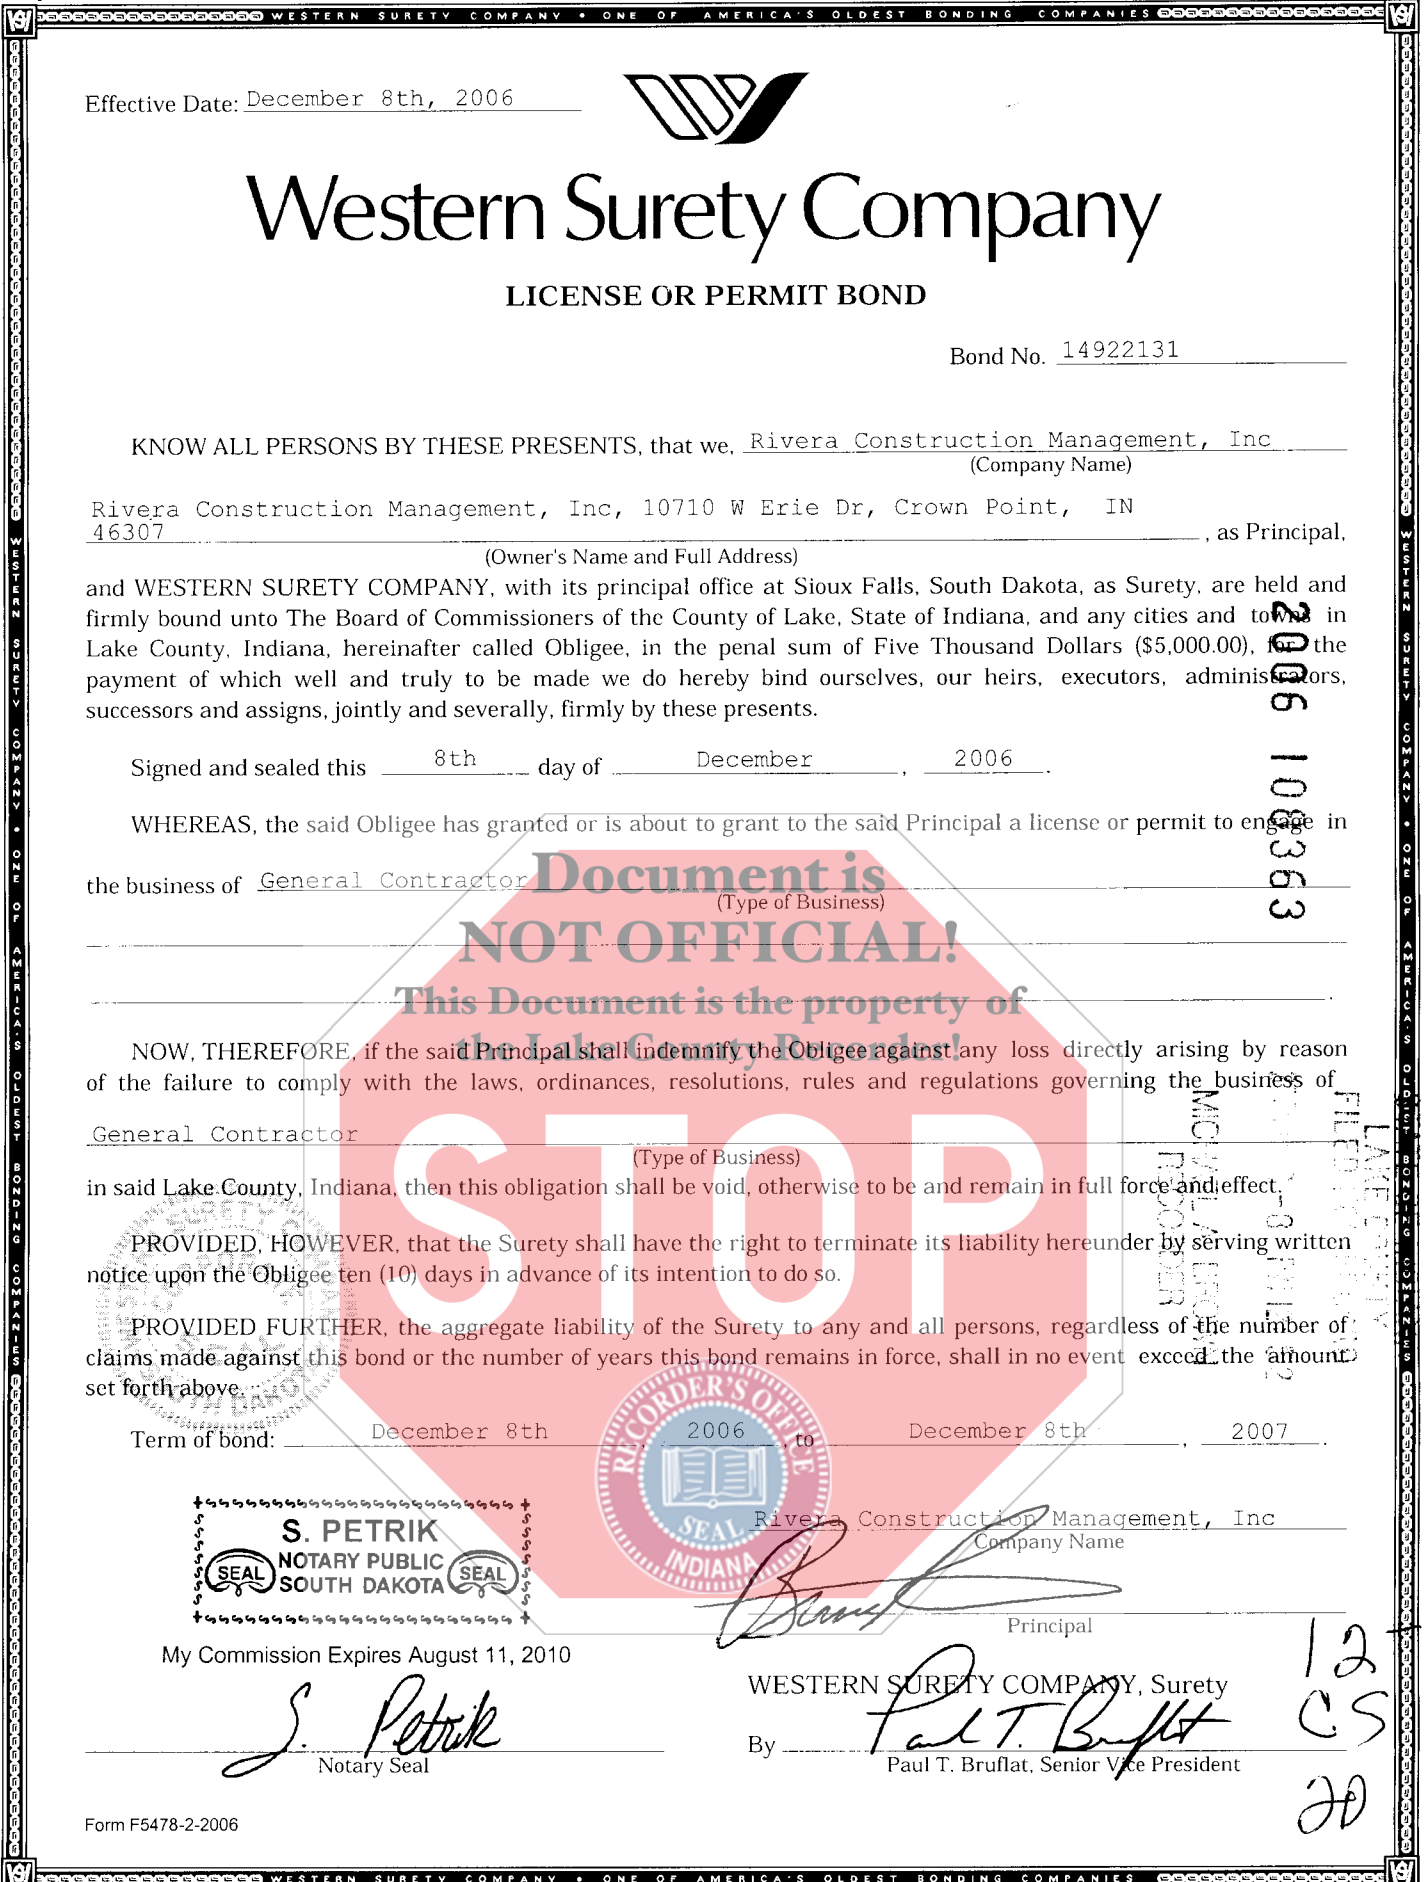 WESTERN SURETY COMPANY • ONE OF AMERICA'S OLDEST BONDING COMPANIES
Effective Date: December 8th, 2006
Western Surety Company
LICENSE OR PERMIT BOND
Bond No. 14922131
KNOW ALL PERSONS BY THESE PRESENTS, that we, Rivera Construction Management, Inc
(Company Name)
Rivera Construction Management, Inc, 10710 W Erie Dr, Crown Point, IN
46307 , as Principal,
(Owner's Name and Full Address)
and WESTERN SURETY COMPANY, with its principal office at Sioux Falls, South Dakota, as Surety, are held and
firmly bound unto The Board of Commissioners of the County of Lake, State of Indiana, and any cities and towns in
Lake County, Indiana, hereinafter called Obligee, in the penal sum of Five Thousand Dollars ($5,000.00), for the
payment of which well and truly to be made we do hereby bind ourselves, our heirs, executors, administrators,
successors and assigns, jointly and severally, firmly by these presents.
2006 108363
Signed and sealed this 8th day of December , 2006 .
WHEREAS, the said Obligee has granted or is about to grant to the said Principal a license or permit to engage in
the business of General Contractor
(Type of Business)
Document is
NOT OFFICIAL!
This Document is the property of
the Lake County Recorder!
NOW, THEREFORE, if the said Principal shall indemnify the Obligee against any loss directly arising by reason
of the failure to comply with the laws, ordinances, resolutions, rules and regulations governing the business of
General Contractor
(Type of Business)
STOP
in said Lake County, Indiana, then this obligation shall be void, otherwise to be and remain in full force and effect.
PROVIDED, HOWEVER, that the Surety shall have the right to terminate its liability hereunder by serving written
notice upon the Obligee ten (10) days in advance of its intention to do so.
PROVIDED FURTHER, the aggregate liability of the Surety to any and all persons, regardless of the number of
claims made against this bond or the number of years this bond remains in force, shall in no event exceed the amount
set forth above.
RECORDER
Term of bond: December 8th , 2006 , to December 8th , 2007 .
RECORDER'S OFFICE
SEAL
INDIANA
S. PETRIK
SEAL NOTARY PUBLIC SEAL
SOUTH DAKOTA
My Commission Expires August 11, 2010
S. Petrik
Notary Seal
Rivera Construction Management, Inc
Company Name
Principal
WESTERN SURETY COMPANY, Surety
By Paul T. Bruflat
Paul T. Bruflat, Senior Vice President
12
CS
20
Form F5478-2-2006
WESTERN SURETY COMPANY • ONE OF AMERICA'S OLDEST BONDING COMPANIES